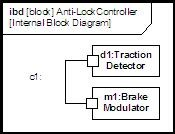 ibd [block] Anti-LockController
[Internal Block Diagram]
d1:Traction
Detector
c1:
m1:Brake
Modulator